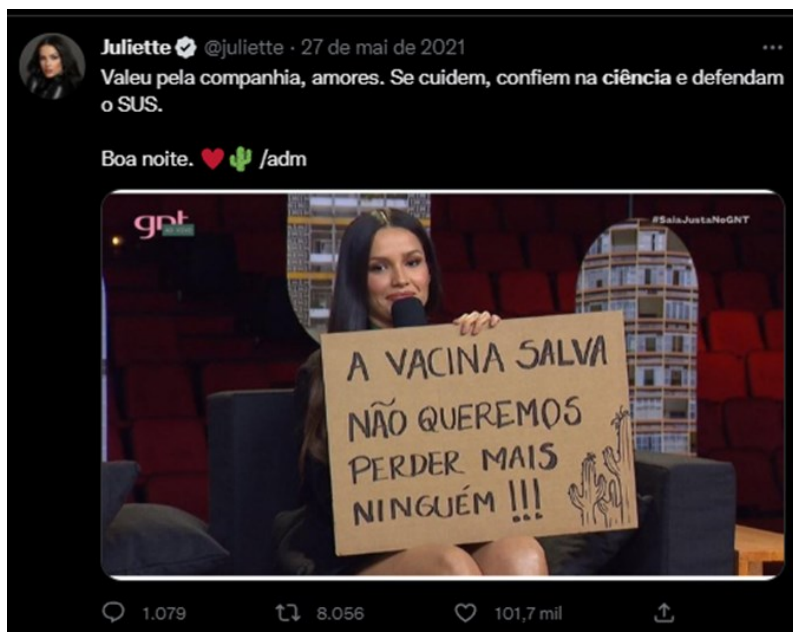 Juliette @juliette · 27 de mai de 2021
Valeu pela companhia, amores. Se cuidem, confiem na ciência e defendam
o SUS.
Boa noite. ❤️🌵 /adm
gnt
#SaiaJustaNoGNT
A VACINA SALVA
NÃO QUEREMOS
PERDER MAIS
NINGUÉM !!!
1.079 8.056 101,7 mil